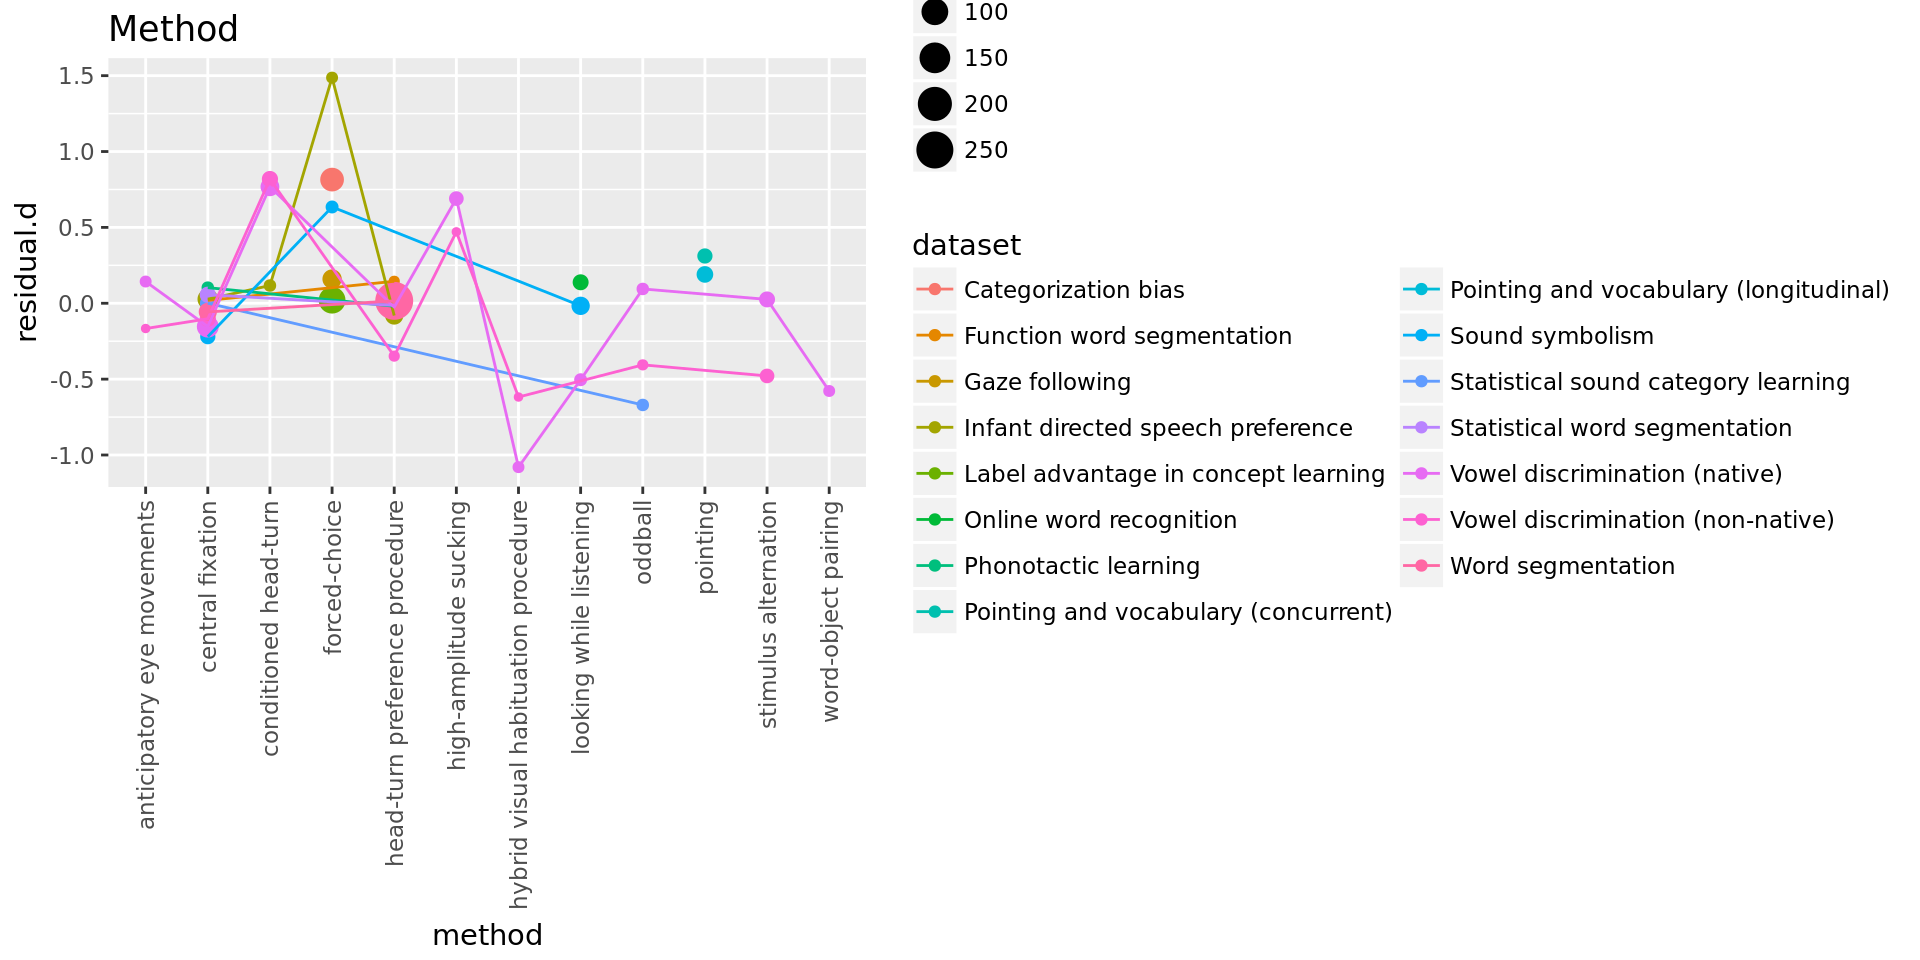 Method
residual.d
1.5
1.0
0.5
0.0
-0.5
-1.0
anticipatory eye movements
central fixation
conditioned head-turn
forced-choice
head-turn preference procedure
high-amplitude sucking
hybrid visual habituation procedure
looking while listening
oddball
pointing
stimulus alternation
word-object pairing
method
100
150
200
250
dataset
Categorization bias
Function word segmentation
Gaze following
Infant directed speech preference
Label advantage in concept learning
Online word recognition
Phonotactic learning
Pointing and vocabulary (concurrent)
Pointing and vocabulary (longitudinal)
Sound symbolism
Statistical sound category learning
Statistical word segmentation
Vowel discrimination (native)
Vowel discrimination (non-native)
Word segmentation